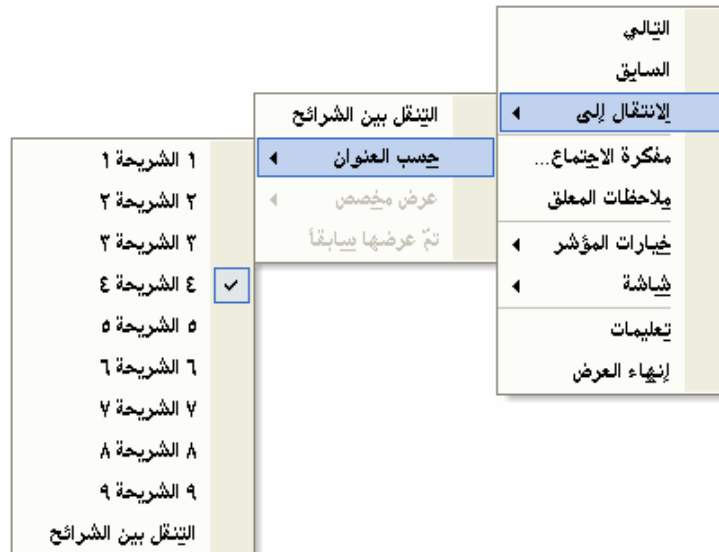 التالي
السابق
الانتقال إلى
مفكرة الاجتماع...
ملاحظات المعلق
خيارات المؤشر
شاشة
تعليمات
إنهاء العرض
التنقل بين الشرائح
حسب العنوان
عرض مخصص
تمّ عرضها سابقاً
١ الشريحة ١
٢ الشريحة ٢
٣ الشريحة ٣
٤ الشريحة ٤
٥ الشريحة ٥
٦ الشريحة ٦
٧ الشريحة ٧
٨ الشريحة ٨
٩ الشريحة ٩
التنقل بين الشرائح